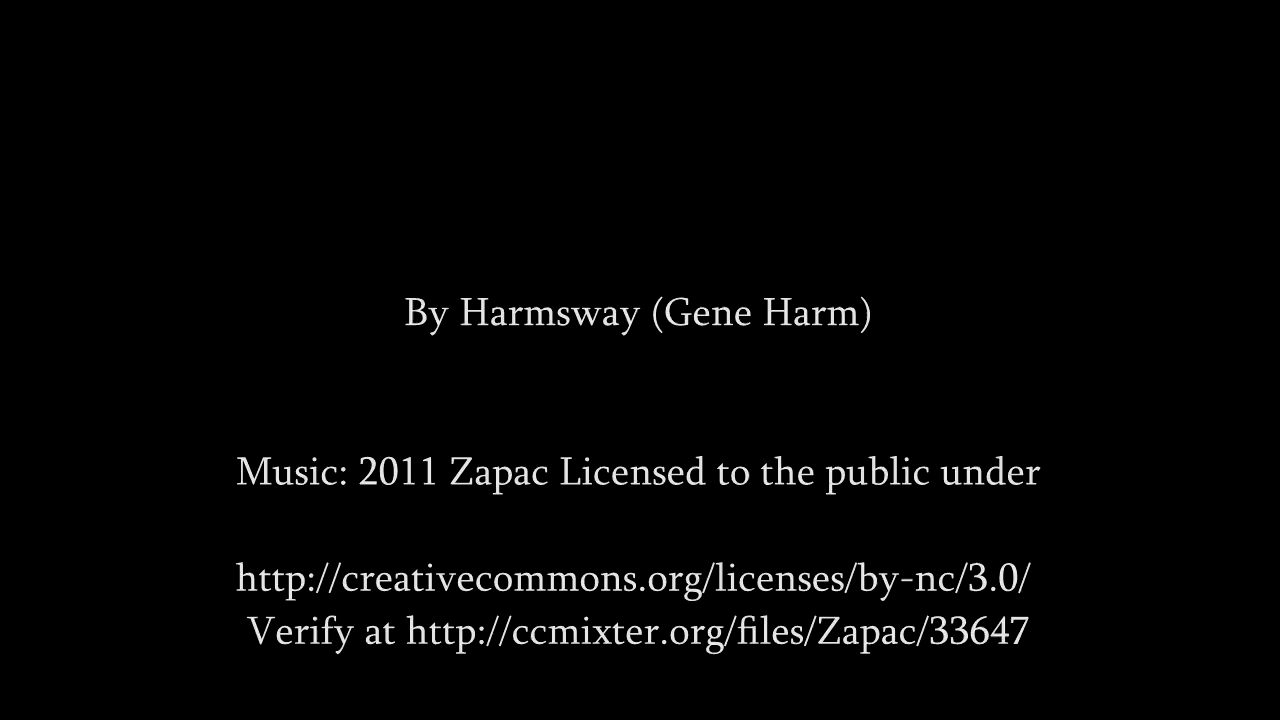 By Harmsway (Gene Harm)
Music: 2011 Zapac Licensed to the public under
http://creativecommons.org/licenses/by-nc/3.0/
Verify at http://ccmixter.org/files/Zapac/33647